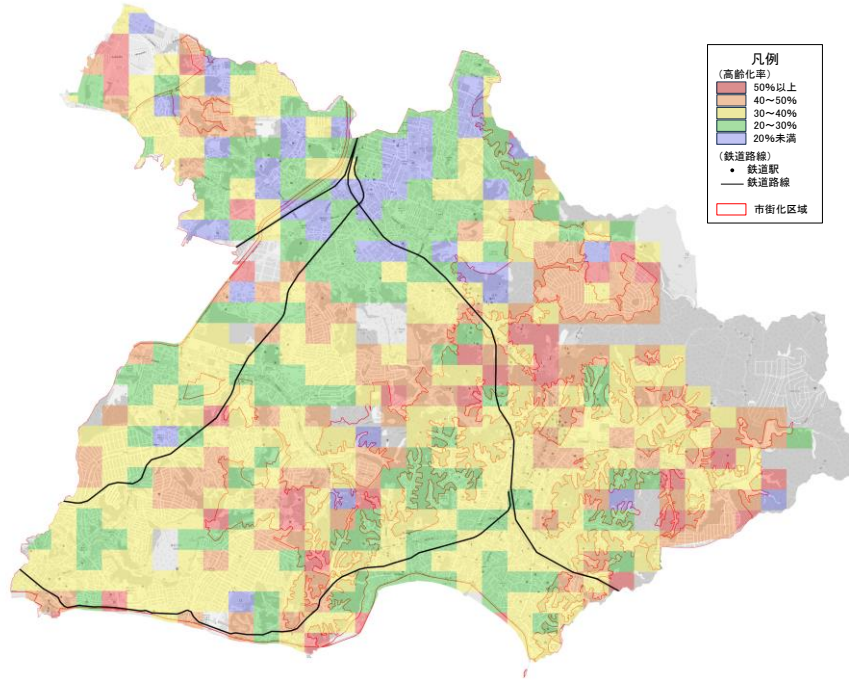 凡例
（高齢化率）
50%以上
40～50%
30～40%
20～30%
20%未満
（鉄道路線）
鉄道駅
鉄道路線
市街化区域